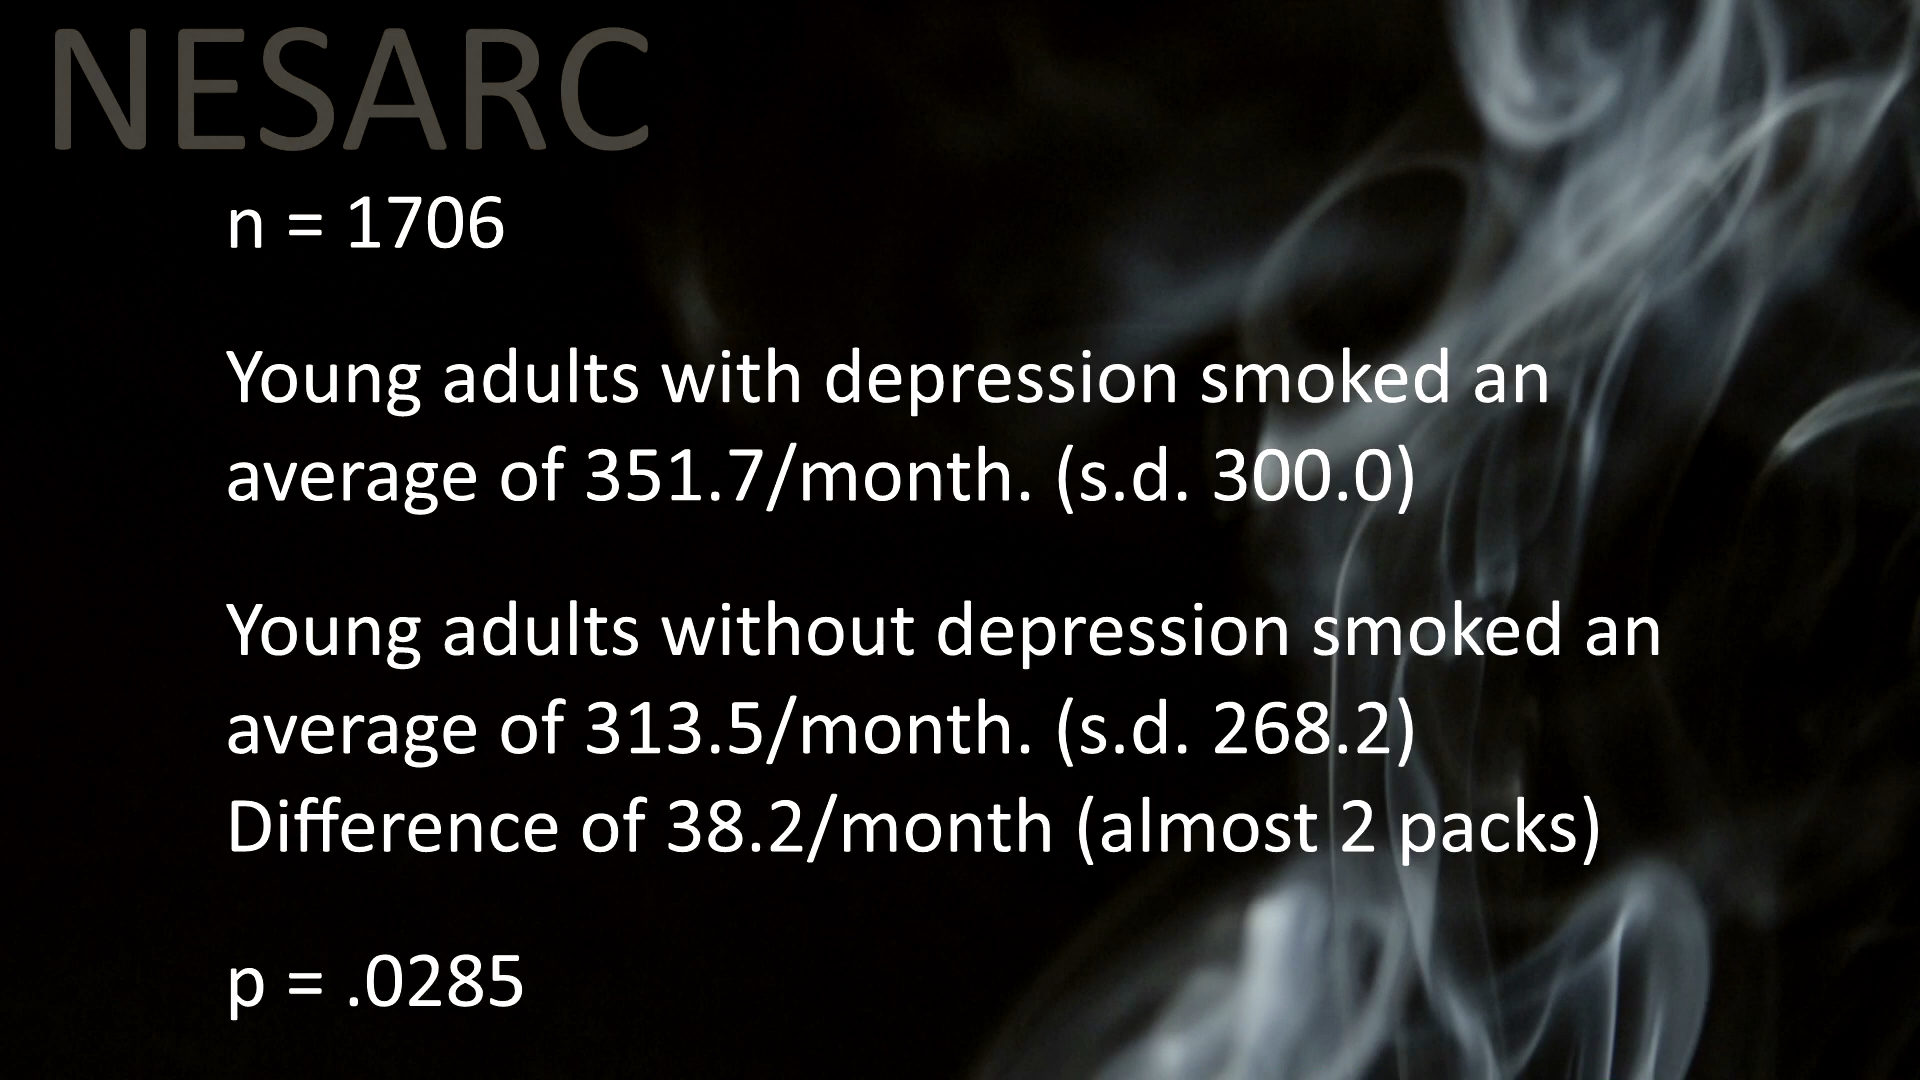 NESARC
n = 1706
Young adults with depression smoked an
average of 351.7/month. (s.d. 300.0)
Young adults without depression smoked an
average of 313.5/month. (s.d. 268.2)
Difference of 38.2/month (almost 2 packs)
p = .0285